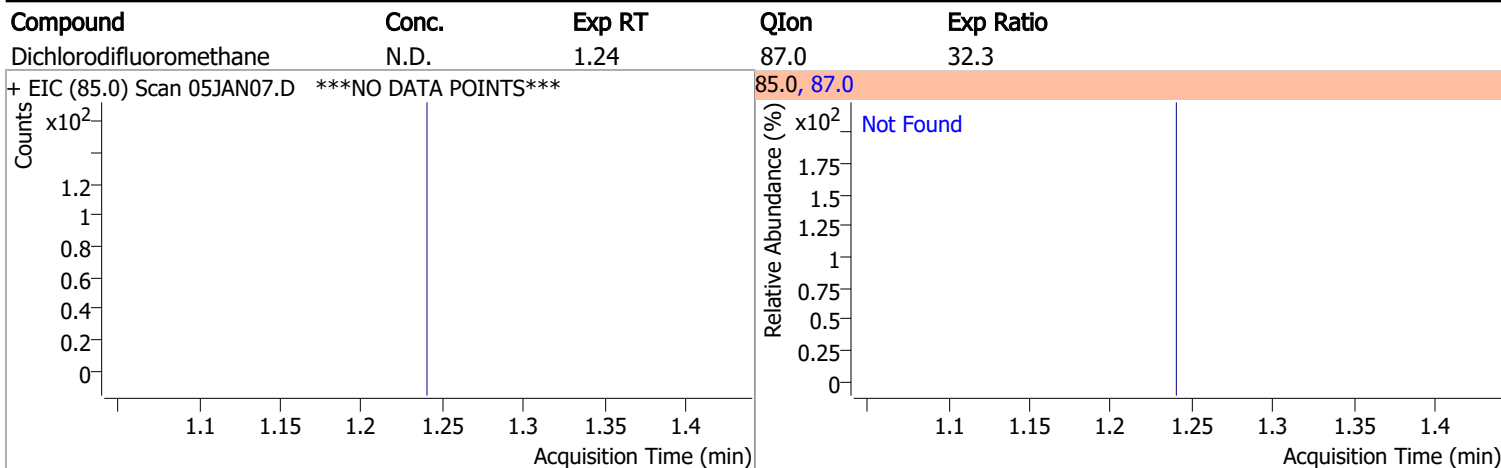 Compound Conc. Exp RT QIon Exp Ratio
Dichlorodifluoromethane N.D. 1.24 87.0 32.3
+ EIC (85.0) Scan 05JAN07.D ***NO DATA POINTS***
Counts
x10²
1.2
1
0.8
0.6
0.4
0.2
0
1.1 1.15 1.2 1.25 1.3 1.35 1.4
Acquisition Time (min)
85.0, 87.0
Relative Abundance (%)
x10²
Not Found
1.75
1.5
1.25
1
0.75
0.5
0.25
0
1.1 1.15 1.2 1.25 1.3 1.35 1.4
Acquisition Time (min)